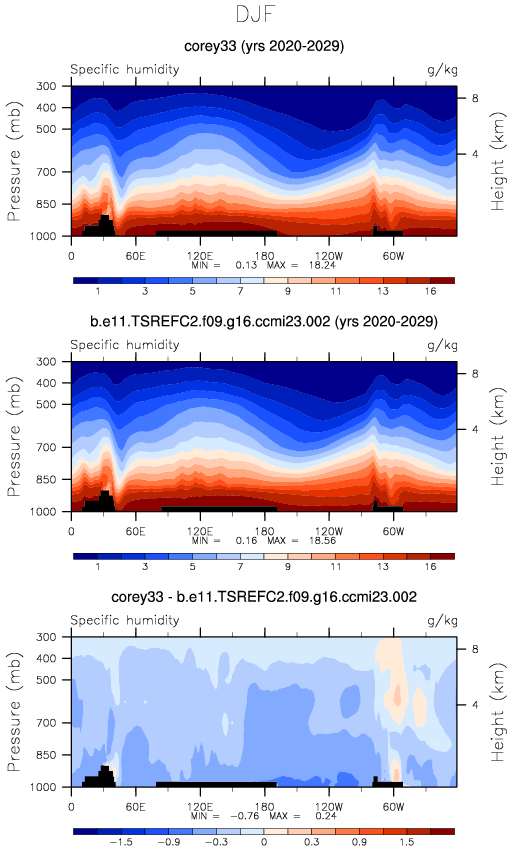 DJF
corey33 (yrs 2020-2029)
Specific humidity g/kg
300
400
500
700
850
1000
Pressure (mb)
8
4
Height (km)
0 60E 120E 180 120W 60W
MIN = 0.13 MAX = 18.24
1 3 5 7 9 11 13 16
b.e11.TSREFC2.f09.g16.ccmi23.002 (yrs 2020-2029)
Specific humidity g/kg
300
400
500
700
850
1000
Pressure (mb)
8
4
Height (km)
0 60E 120E 180 120W 60W
MIN = 0.16 MAX = 18.56
1 3 5 7 9 11 13 16
corey33 - b.e11.TSREFC2.f09.g16.ccmi23.002
Specific humidity g/kg
300
400
500
700
850
1000
Pressure (mb)
8
4
Height (km)
0 60E 120E 180 120W 60W
MIN = -0.76 MAX = 0.24
-1.5 -0.9 -0.3 0 0.3 0.9 1.5